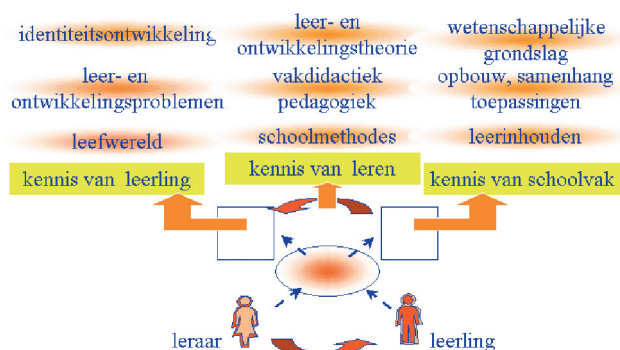 identiteitsontwikkeling
leer- en
ontwikkelingstheorie
wetenschappelijke
grondslag
leer- en
ontwikkelingsproblemen
vakdidactiek
pedagogiek
opbouw, samenhang
toepassingen
leefwereld
schoolmethodes
leerinhouden
kennis van leerling
kennis van leren
kennis van schoolvak
leraar
leerling